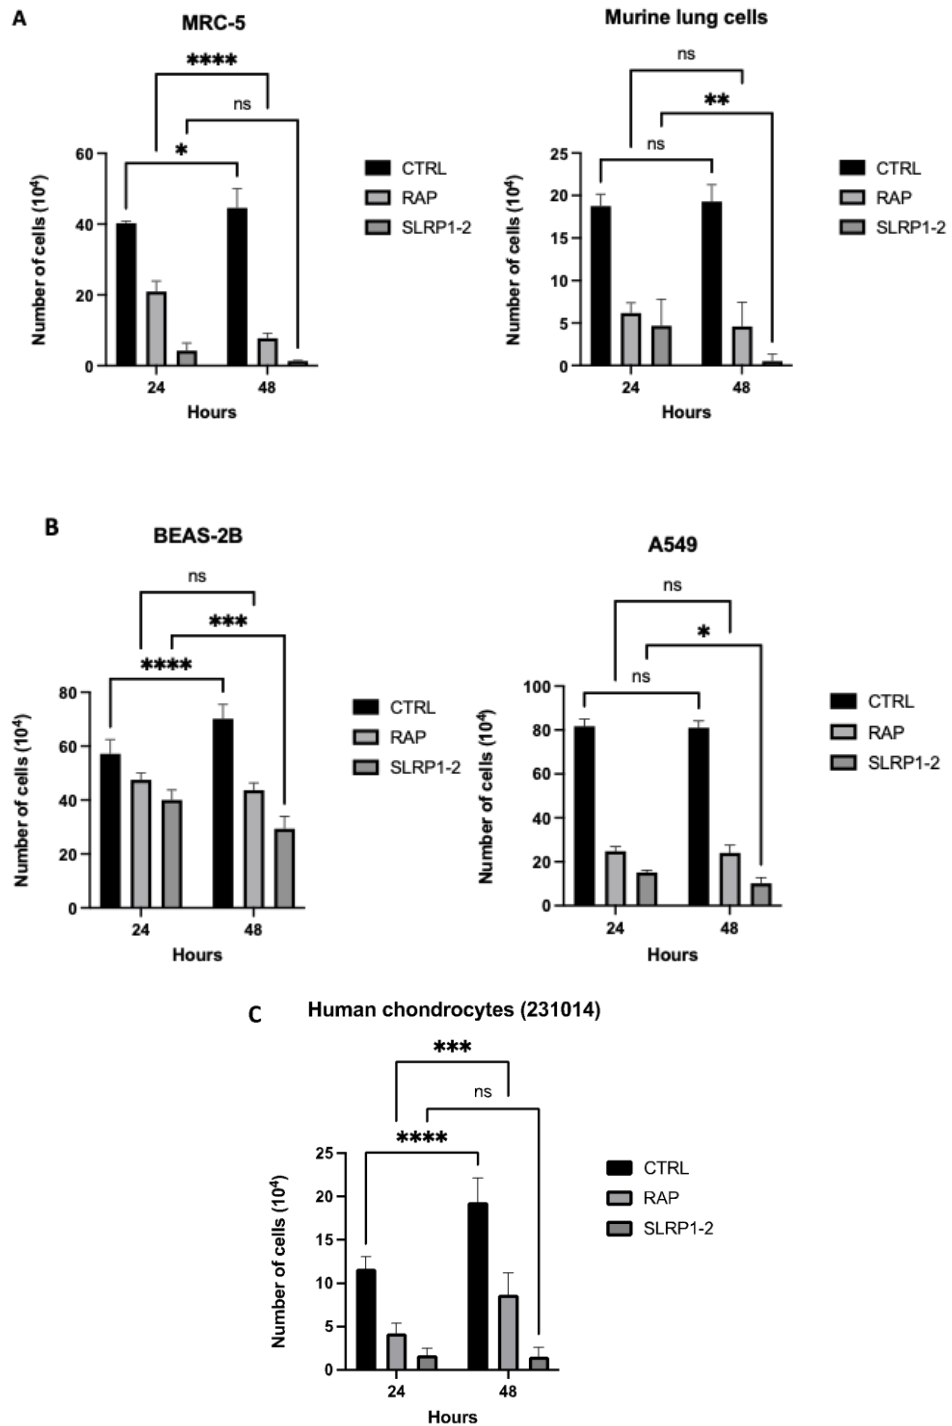 A
MRC-5
****
ns
*
60
40
20
0
Number of cells (10⁴)
24
48
Hours
CTRL
RAP
SLRP1-2
Murine lung cells
ns
**
ns
25
20
15
10
5
0
Number of cells (10⁴)
24
48
Hours
CTRL
RAP
SLRP1-2
B
BEAS-2B
ns
***
****
80
60
40
20
0
Number of cells (10⁴)
24
48
Hours
CTRL
RAP
SLRP1-2
A549
ns
*
ns
100
80
60
40
20
0
Number of cells (10⁴)
24
48
Hours
CTRL
RAP
SLRP1-2
C
Human chondrocytes (231014)
***
ns
****
25
20
15
10
5
0
Number of cells (10⁴)
24
48
Hours
CTRL
RAP
SLRP1-2